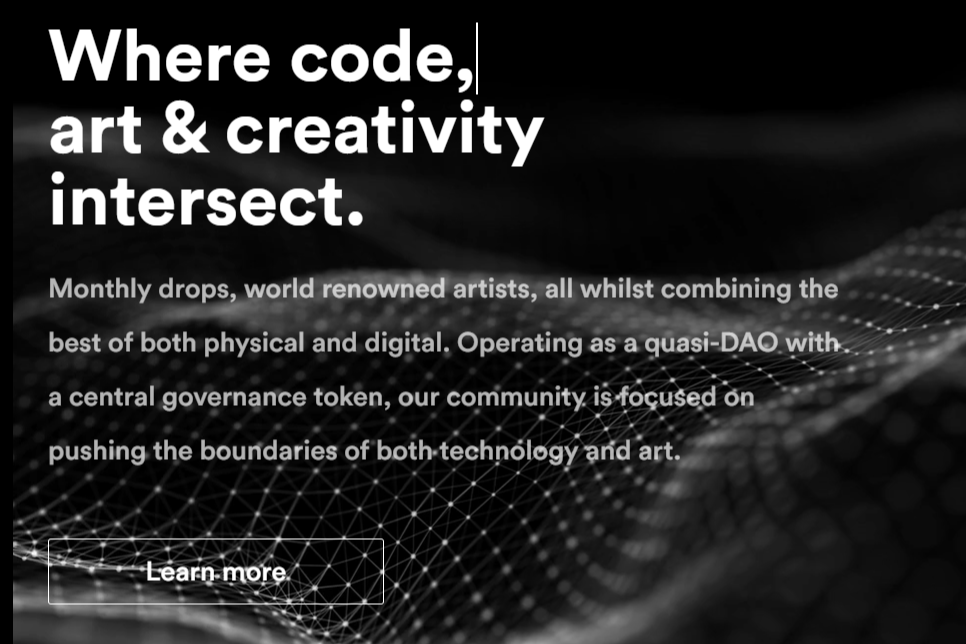 Where code,
art & creativity
intersect.
Monthly drops, world renowned artists, all whilst combining the
best of both physical and digital. Operating as a quasi-DAO with
a central governance token, our community is focused on
pushing the boundaries of both technology and art.
Learn more